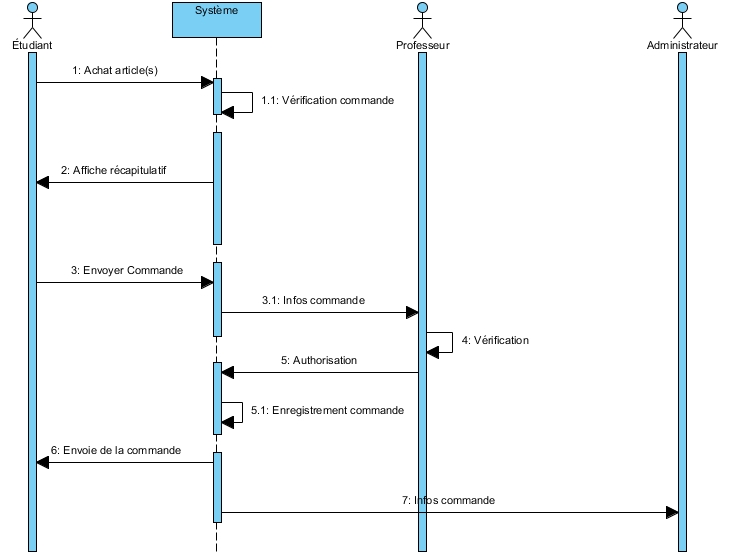 Système
Étudiant
Professeur
Administrateur
1: Achat article(s)
1.1: Vérification commande
2: Affiche récapitulatif
3: Envoyer Commande
3.1: Infos commande
4: Vérification
5: Authorisation
5.1: Enregistrement commande
6: Envoie de la commande
7: Infos commande